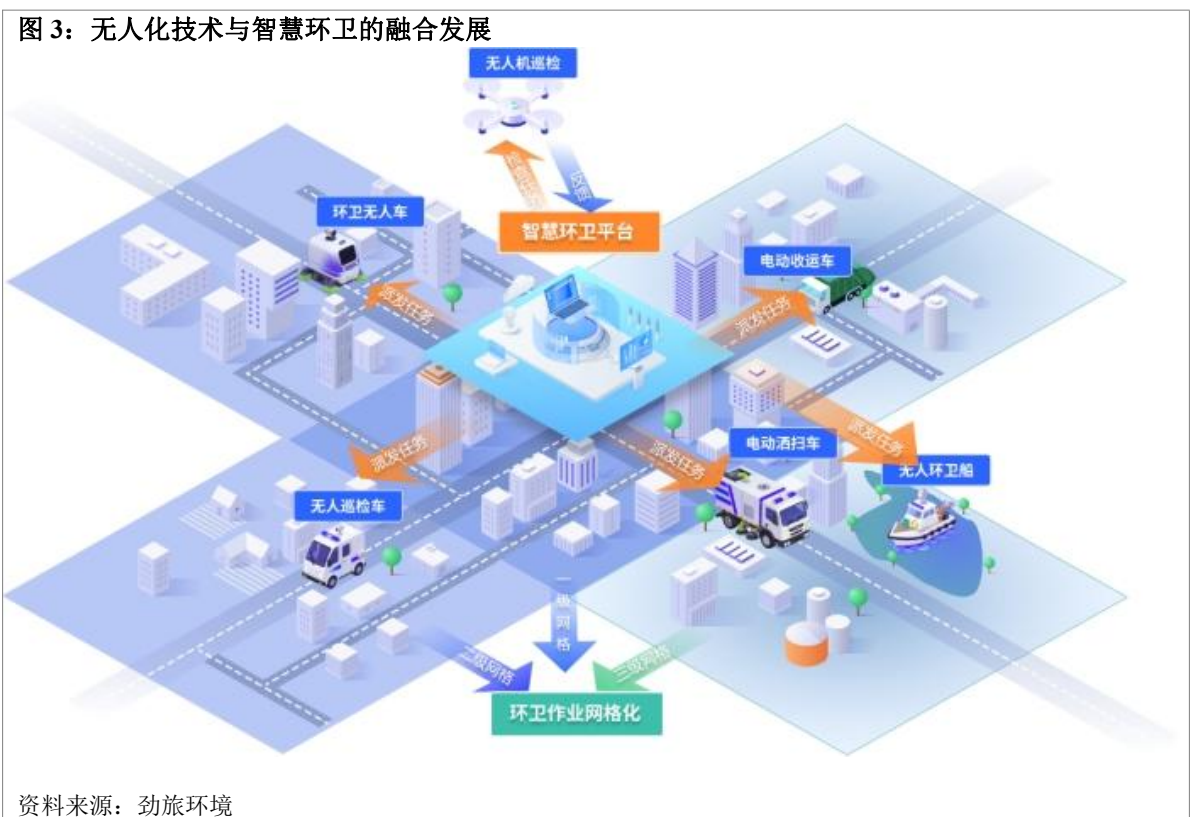 图 3：无人化技术与智慧环卫的融合发展
无人机巡检
反馈
智慧环卫平台
环卫无人车
电动收运车
派发任务
派发任务
派发任务
派发任务
派发任务
电动洒扫车
无人环卫船
无人巡检车
一级网格
二级网格
三级网格
环卫作业网格化
资料来源：劲旅环境